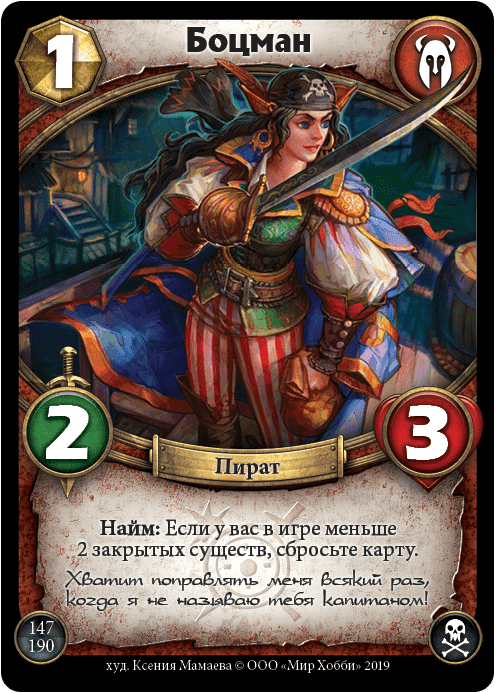 1
Боцман
2
3
Пират
Найм: Если у вас в игре меньше
2 закрытых существ, сбросьте карту.
Хватит поправлять меня всякий раз,
когда я не называю тебя капитаном!
147
190
худ. Ксения Мамаева © ООО «Мир Хобби» 2019